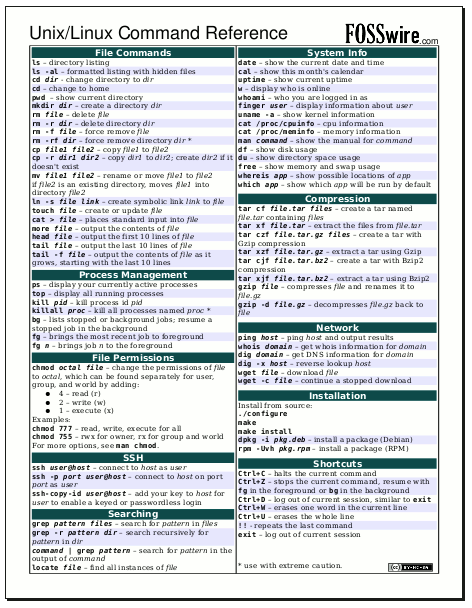 Unix/Linux Command Reference
FOSSwire.com
File Commands
ls – directory listing
ls -al – formatted listing with hidden files
cd dir - change directory to dir
cd – change to home
pwd – show current directory
mkdir dir – create a directory dir
rm file – delete file
rm -r dir – delete directory dir
rm -f file – force remove file
rm -rf dir – force remove directory dir *
cp file1 file2 – copy file1 to file2
cp -r dir1 dir2 – copy dir1 to dir2; create dir2 if it
doesn't exist
mv file1 file2 – rename or move file1 to file2
if file2 is an existing directory, moves file1 into
directory file2
ln -s file link – create symbolic link link to file
touch file – create or update file
cat > file – places standard input into file
more file – output the contents of file
head file – output the first 10 lines of file
tail file – output the last 10 lines of file
tail -f file – output the contents of file as it
grows, starting with the last 10 lines
Process Management
ps – display your currently active processes
top – display all running processes
kill pid – kill process id pid
killall proc – kill all processes named proc *
bg – lists stopped or background jobs; resume a
stopped job in the background
fg – brings the most recent job to foreground
fg n – brings job n to the foreground
File Permissions
chmod octal file – change the permissions of file
to octal, which can be found separately for user,
group, and world by adding:
● 4 – read (r)
● 2 – write (w)
● 1 – execute (x)
Examples:
chmod 777 – read, write, execute for all
chmod 755 – rwx for owner, rx for group and world
For more options, see man chmod.
SSH
ssh user@host – connect to host as user
ssh -p port user@host – connect to host on port
port as user
ssh-copy-id user@host – add your key to host for
user to enable a keyed or passwordless login
Searching
grep pattern files – search for pattern in files
grep -r pattern dir – search recursively for
pattern in dir
command | grep pattern – search for pattern in the
output of command
locate file – find all instances of file
System Info
date – show the current date and time
cal – show this month's calendar
uptime – show current uptime
w – display who is online
whoami – who you are logged in as
finger user – display information about user
uname -a – show kernel information
cat /proc/cpuinfo – cpu information
cat /proc/meminfo – memory information
man command – show the manual for command
df – show disk usage
du – show directory space usage
free – show memory and swap usage
whereis app – show possible locations of app
which app – show which app will be run by default
Compression
tar cf file.tar files – create a tar named
file.tar containing files
tar xf file.tar – extract the files from file.tar
tar czf file.tar.gz files – create a tar with
Gzip compression
tar xzf file.tar.gz – extract a tar using Gzip
tar cjf file.tar.bz2 – create a tar with Bzip2
compression
tar xjf file.tar.bz2 – extract a tar using Bzip2
gzip file – compresses file and renames it to
file.gz
gzip -d file.gz – decompresses file.gz back to
file
Network
ping host – ping host and output results
whois domain – get whois information for domain
dig domain – get DNS information for domain
dig -x host – reverse lookup host
wget file – download file
wget -c file – continue a stopped download
Installation
Install from source:
./configure
make
make install
dpkg -i pkg.deb – install a package (Debian)
rpm -Uvh pkg.rpm – install a package (RPM)
Shortcuts
Ctrl+C – halts the current command
Ctrl+Z – stops the current command, resume with
fg in the foreground or bg in the background
Ctrl+D – log out of current session, similar to exit
Ctrl+W – erases one word in the current line
Ctrl+U – erases the whole line
!! - repeats the last command
exit – log out of current session
* use with extreme caution.
cc BY-NC-SA